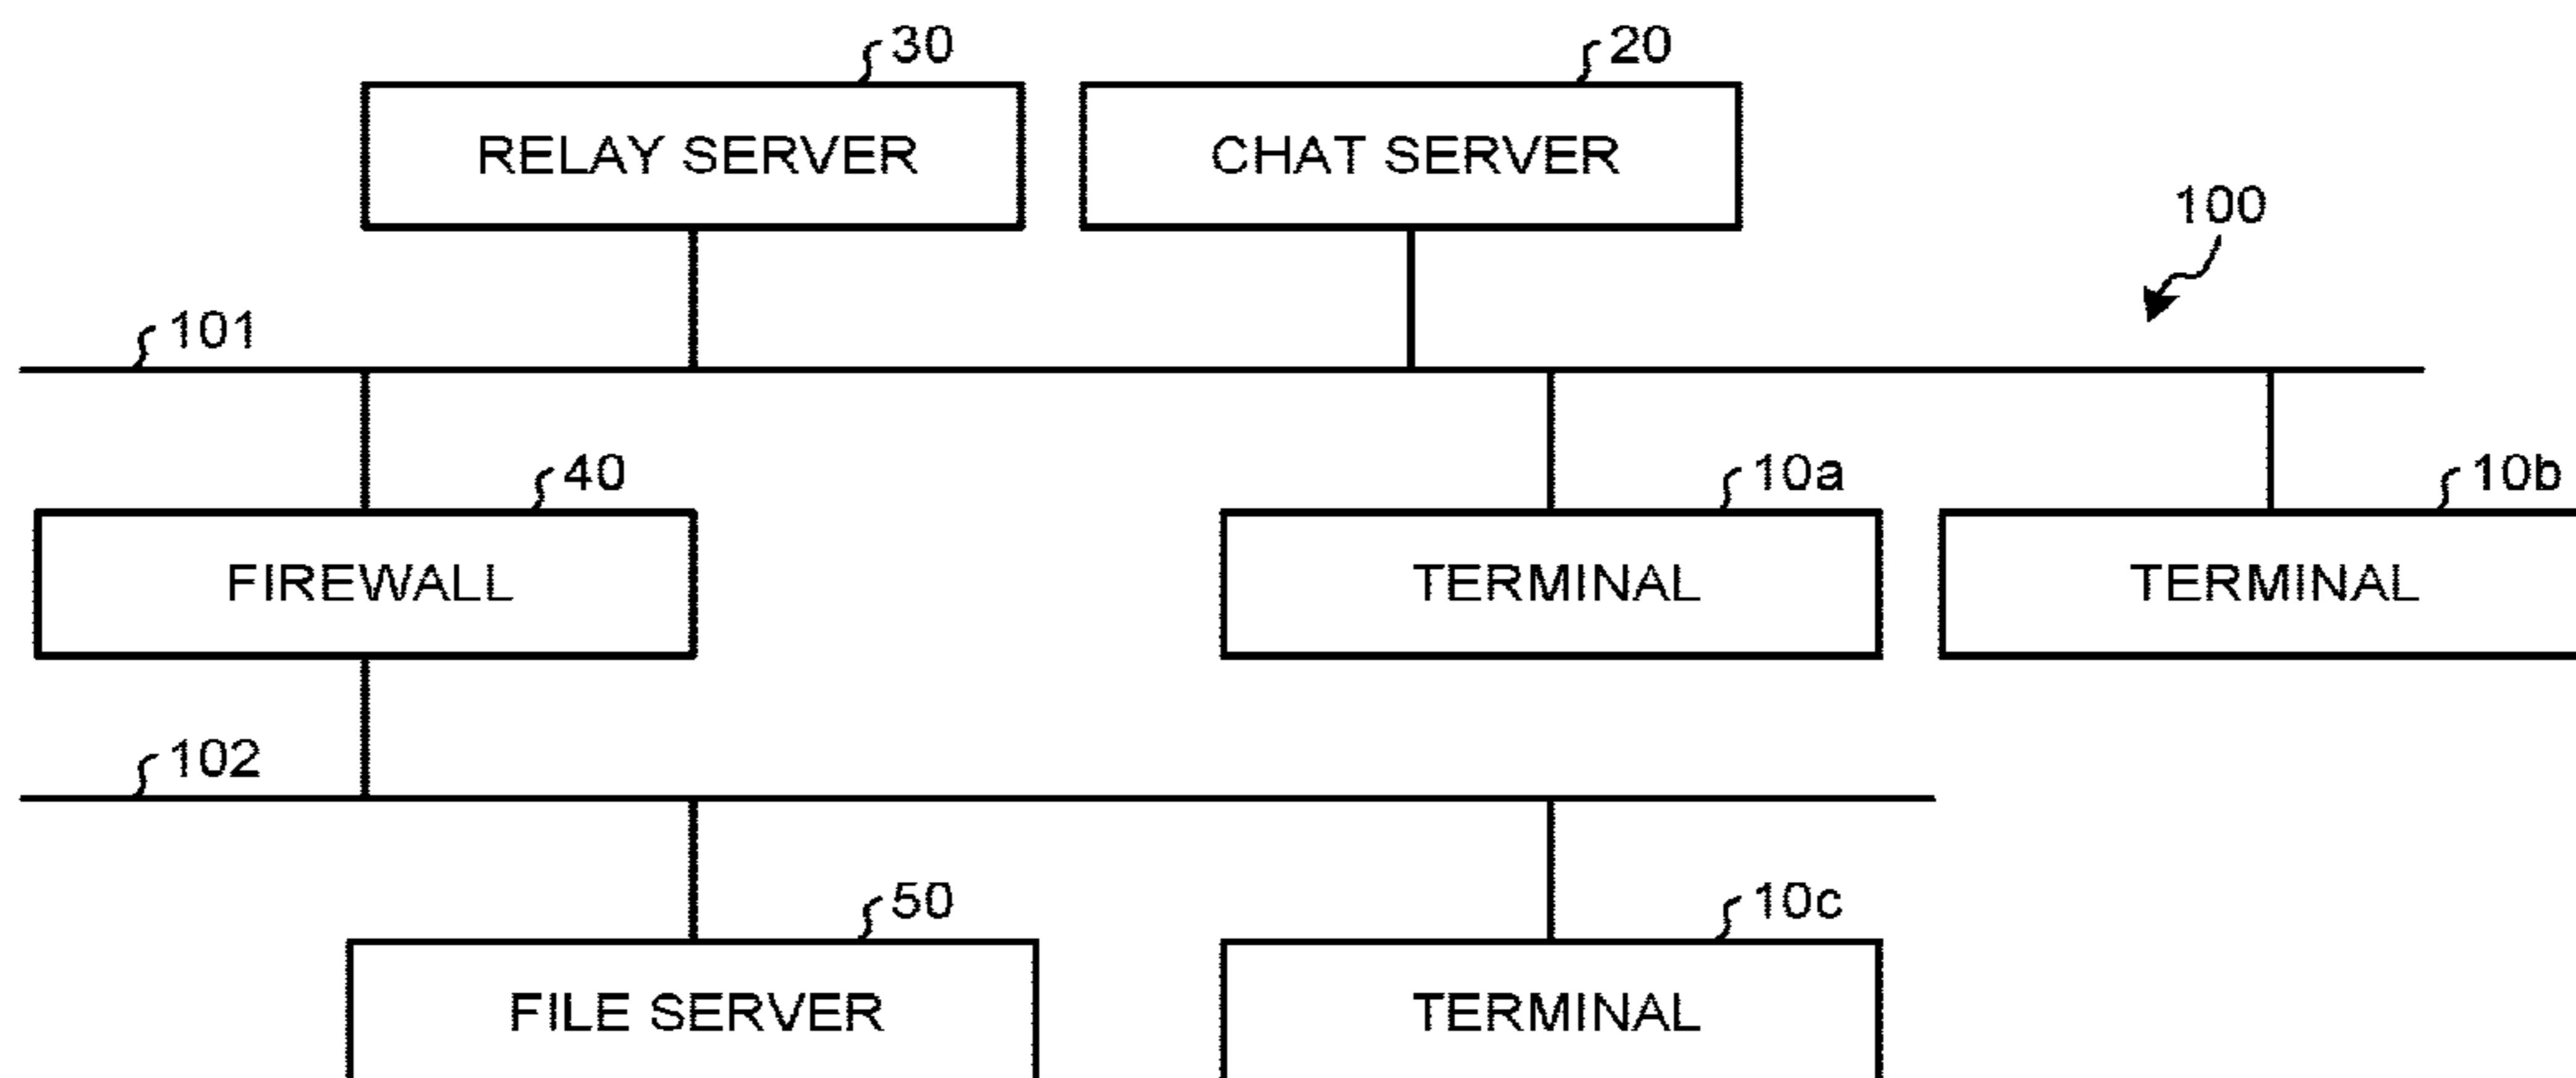 30
20
RELAY SERVER
CHAT SERVER
100
101
40
10a
10b
FIREWALL
TERMINAL
TERMINAL
102
50
10c
FILE SERVER
TERMINAL